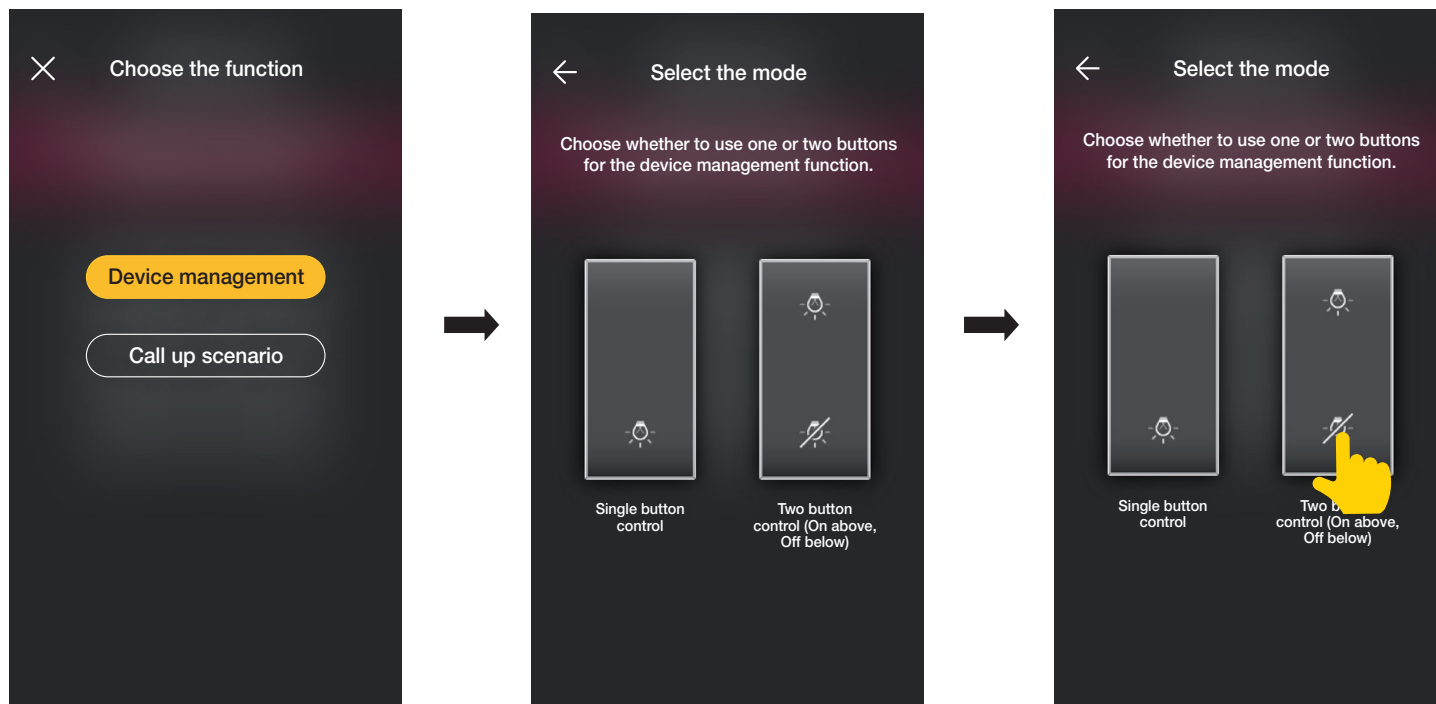 Choose the function
Device management
Call up scenario
Select the mode
Choose whether to use one or two buttons
for the device management function.
Single button
control
Two button
control (On above,
Off below)
Select the mode
Choose whether to use one or two buttons
for the device management function.
Single button
control
Two
control (On above,
Off below)